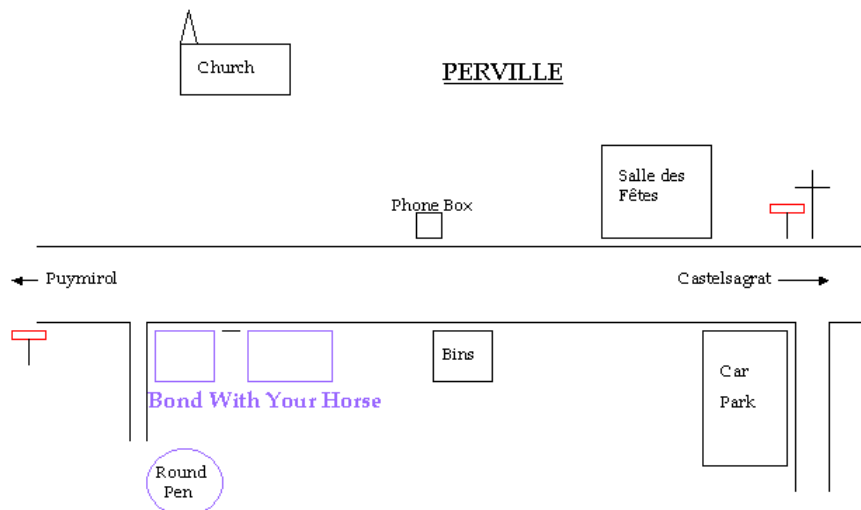 Church
PERVILLE
Salle des
Fêtes
Phone Box
Puymirol
Castelsagrat
Bins
Car
Park
Bond With Your Horse
Round
Pen